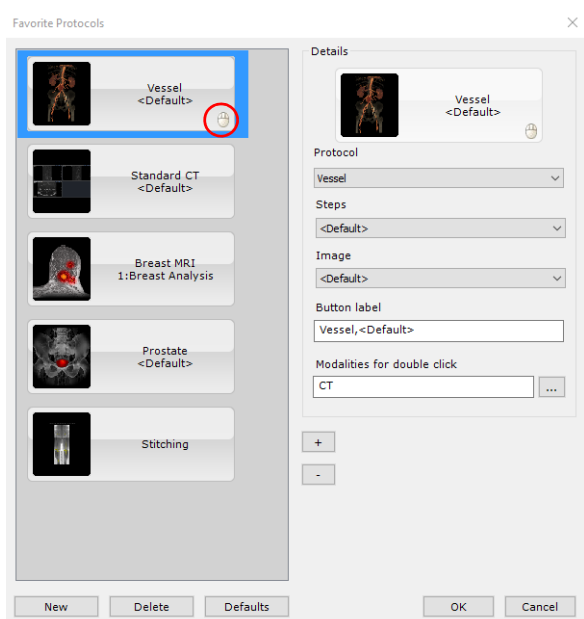 Favorite Protocols
Vessel
<Default>
Standard CT
<Default>
Breast MRI
1:Breast Analysis
Prostate
<Default>
Stitching
New
Delete
Defaults
Details
Vessel
<Default>
Protocol
Vessel
Steps
<Default>
Image
<Default>
Button label
Vessel,<Default>
Modalities for double click
CT
...
+
-
OK
Cancel